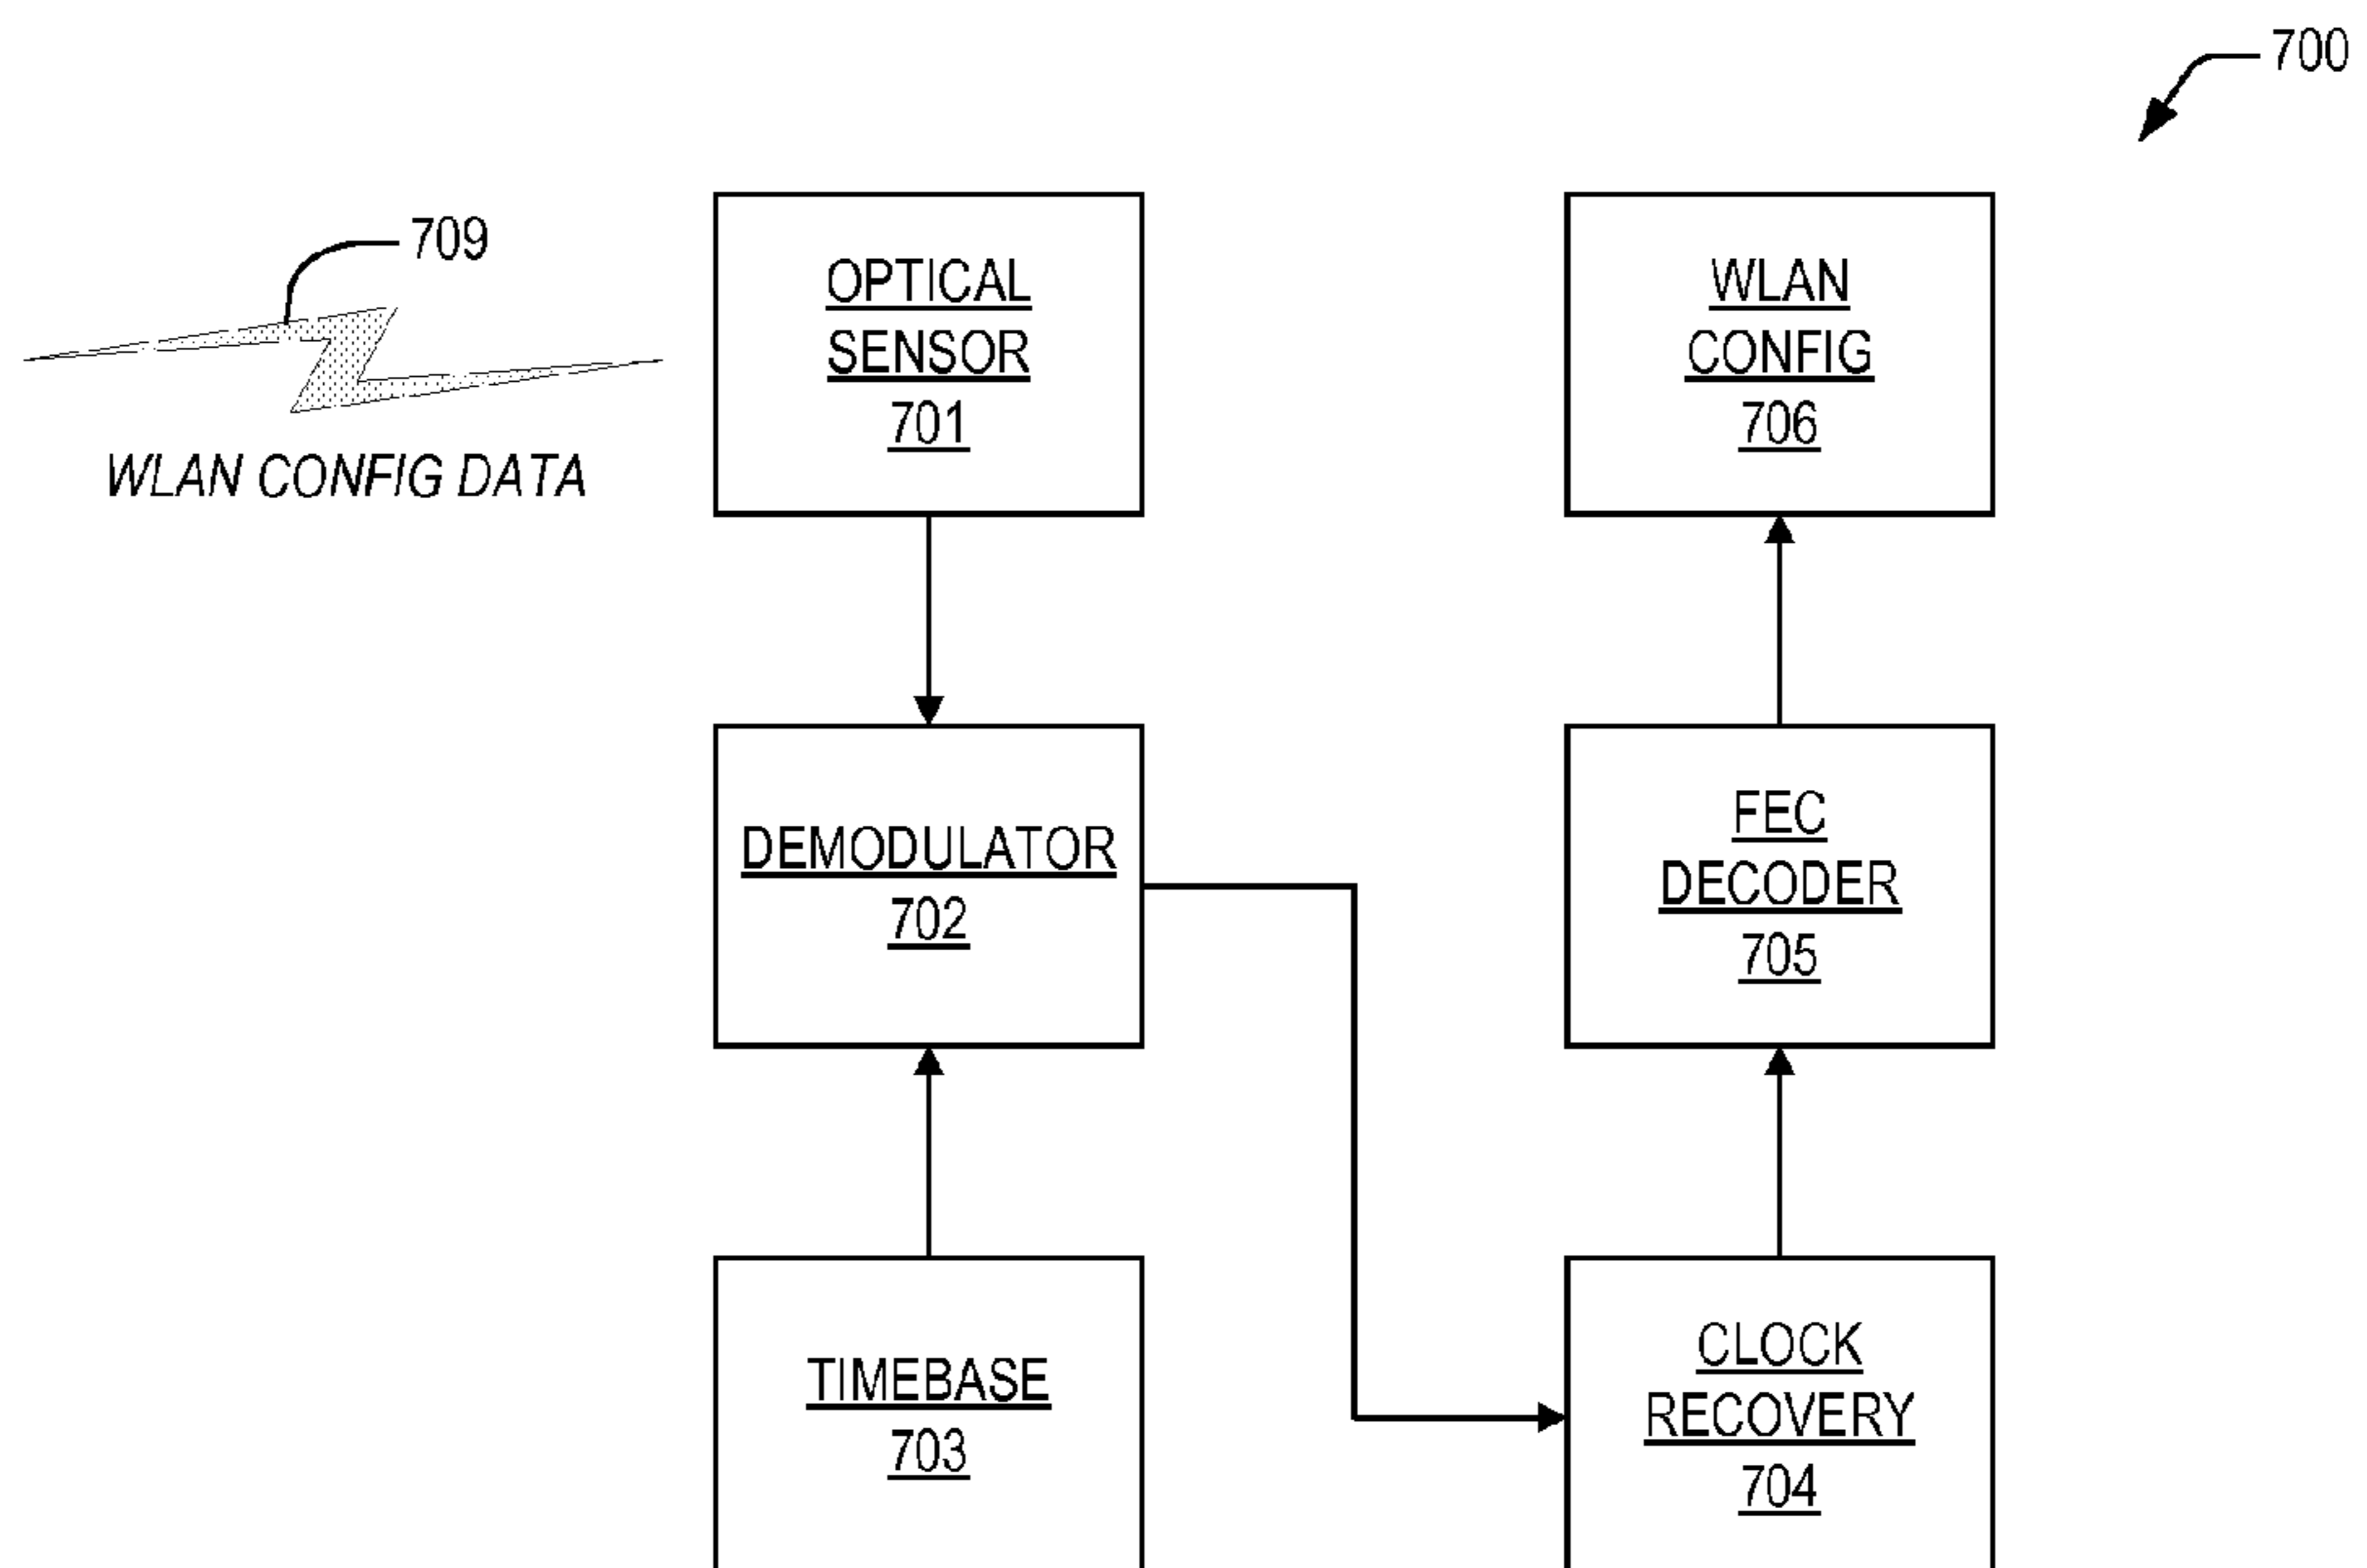 700
709
WLAN CONFIG DATA
OPTICAL
SENSOR
701
WLAN
CONFIG
706
DEMODULATOR
702
FEC
DECODER
705
TIMEBASE
703
CLOCK
RECOVERY
704